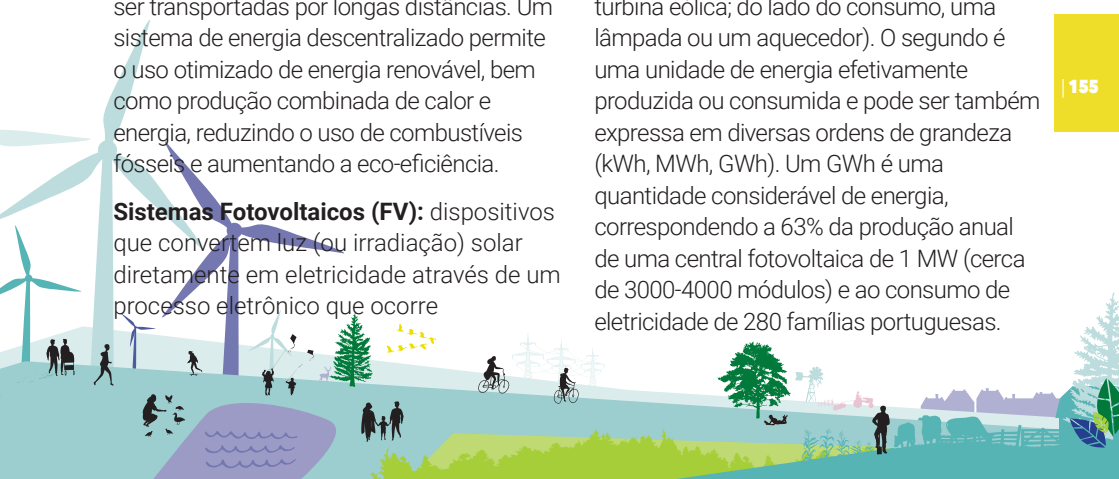 ser transportadas por longas distâncias. Um
sistema de energia descentralizado permite
o uso otimizado de energia renovável, bem
como produção combinada de calor e
energia, reduzindo o uso de combustíveis
fósseis e aumentando a eco-eficiência.
Sistemas Fotovoltaicos (FV): dispositivos
que convertem luz (ou irradiação) solar
diretamente em eletricidade através de um
processo eletrônico que ocorre
turbina eólica; do lado do consumo, uma
lâmpada ou um aquecedor). O segundo é
uma unidade de energia efetivamente
produzida ou consumida e pode ser também
expressa em diversas ordens de grandeza
(kWh, MWh, GWh). Um GWh é uma
quantidade considerável de energia,
correspondendo a 63% da produção anual
de uma central fotovoltaica de 1 MW (cerca
de 3000-4000 módulos) e ao consumo de
eletricidade de 280 famílias portuguesas.
| 155